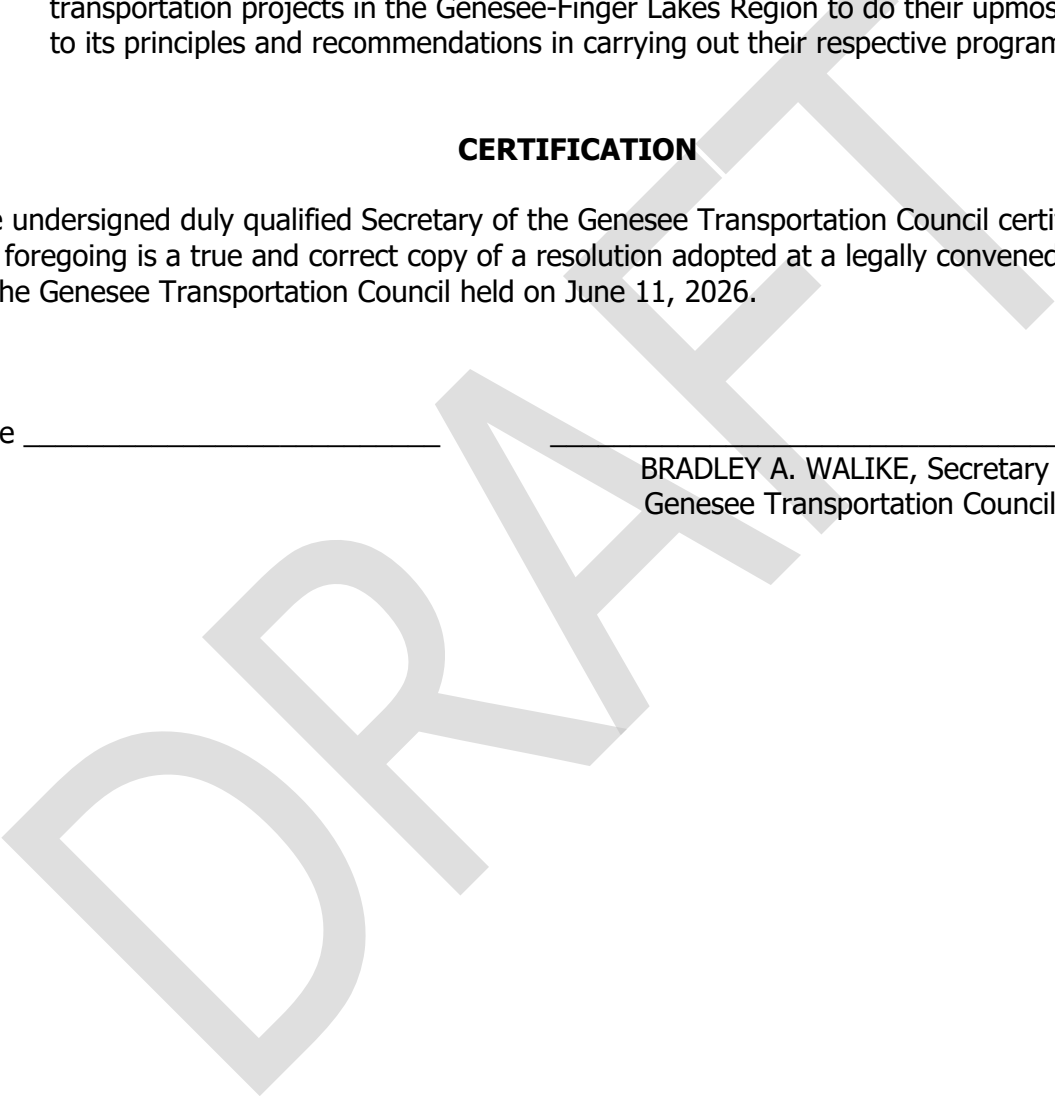 transportation projects in the Genesee-Finger Lakes Region to do their upmos
to its principles and recommendations in carrying out their respective program
CERTIFICATION
e undersigned duly qualified Secretary of the Genesee Transportation Council certi
foregoing is a true and correct copy of a resolution adopted at a legally convened
he Genesee Transportation Council held on June 11, 2026.
e __________________________ ________________________________
BRADLEY A. WALIKE, Secretary
Genesee Transportation Council
DRAFT